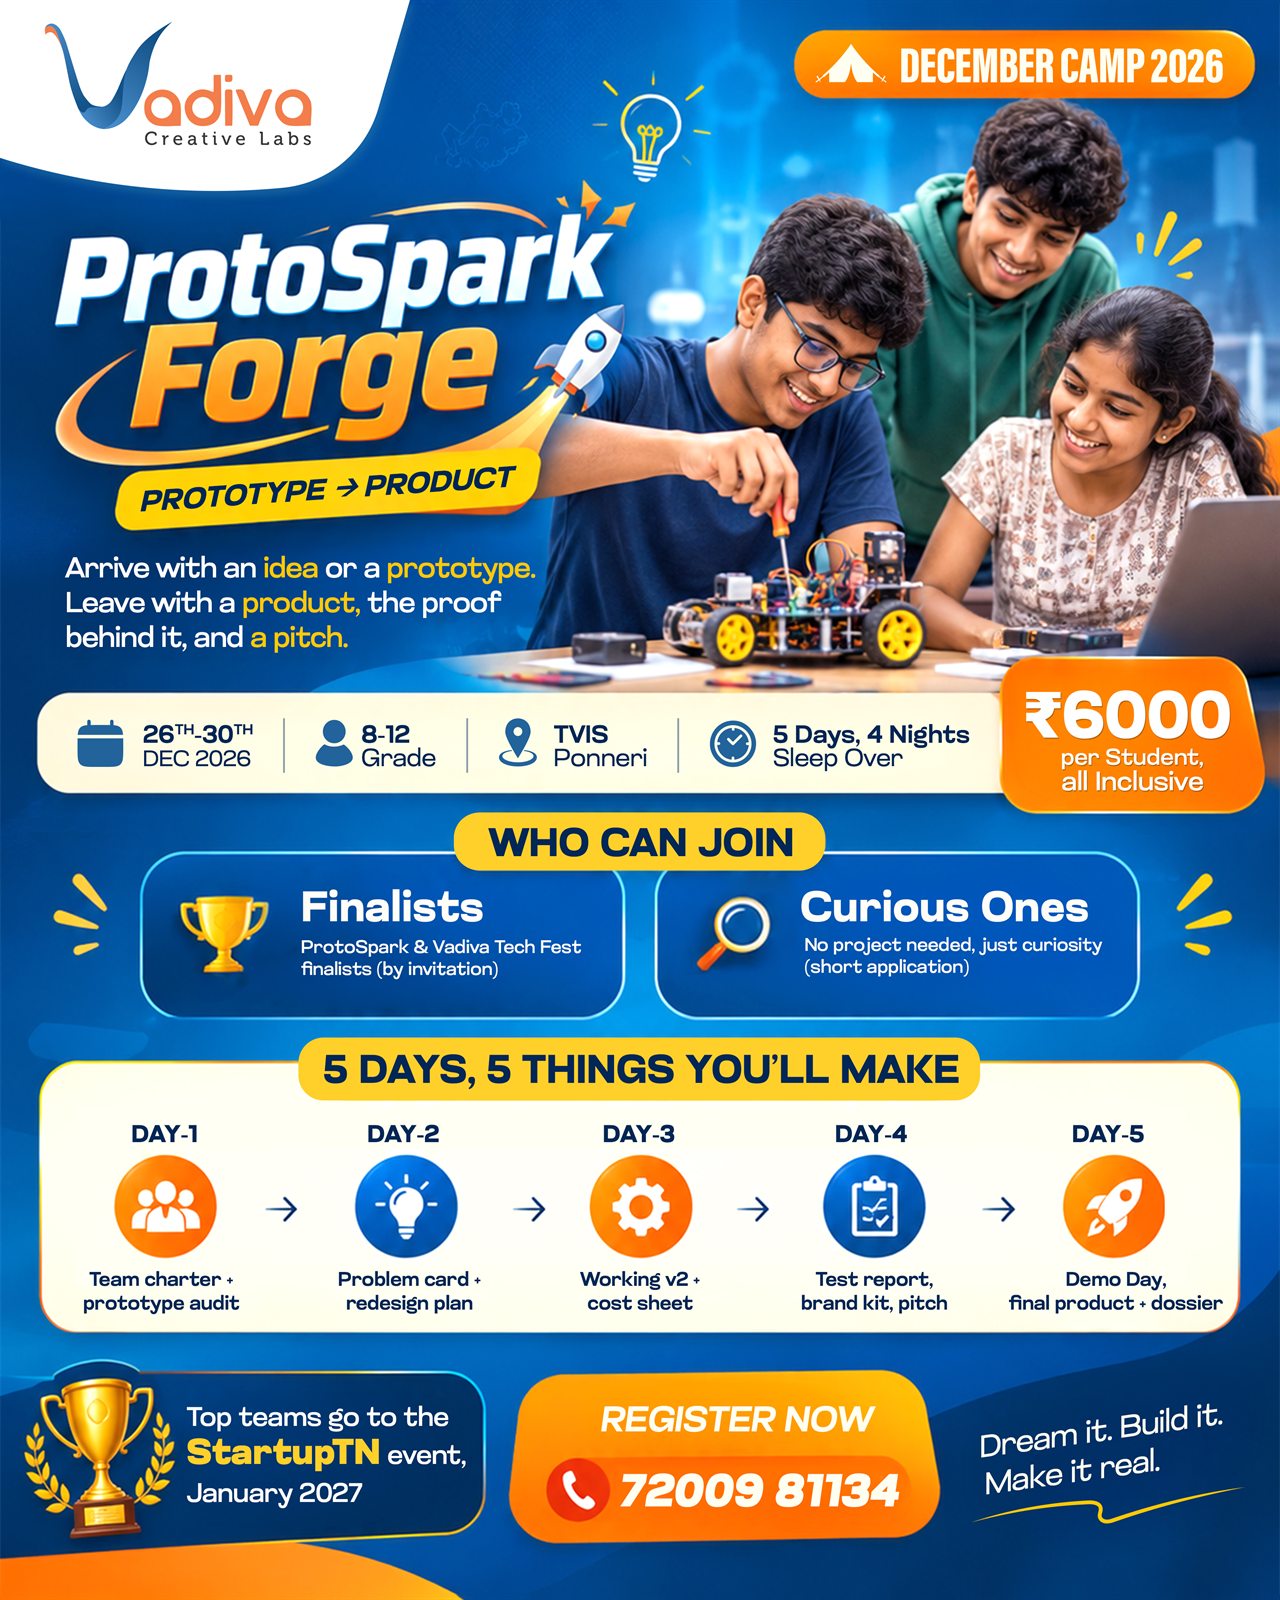 Vadiva
Creative Labs
DECEMBER CAMP 2026
ProtoSpark
Forge
PROTOTYPE → PRODUCT
Arrive with an idea or a prototype.
Leave with a product, the proof
behind it, and a pitch.
26TH-30TH
DEC 2026
8-12
Grade
TVIS
Ponneri
5 Days, 4 Nights
Sleep Over
₹6000
per Student,
all Inclusive
WHO CAN JOIN
Finalists
ProtoSpark & Vadiva Tech Fest
finalists (by invitation)
Curious Ones
No project needed, just curiosity
(short application)
5 DAYS, 5 THINGS YOU'LL MAKE
DAY-1
Team charter +
prototype audit
DAY-2
Problem card +
redesign plan
DAY-3
Working v2 +
cost sheet
DAY-4
Test report,
brand kit, pitch
DAY-5
Demo Day,
final product + dossier
Top teams go to the
StartupTN event,
January 2027
REGISTER NOW
72009 81134
Dream it. Build it.
Make it real.